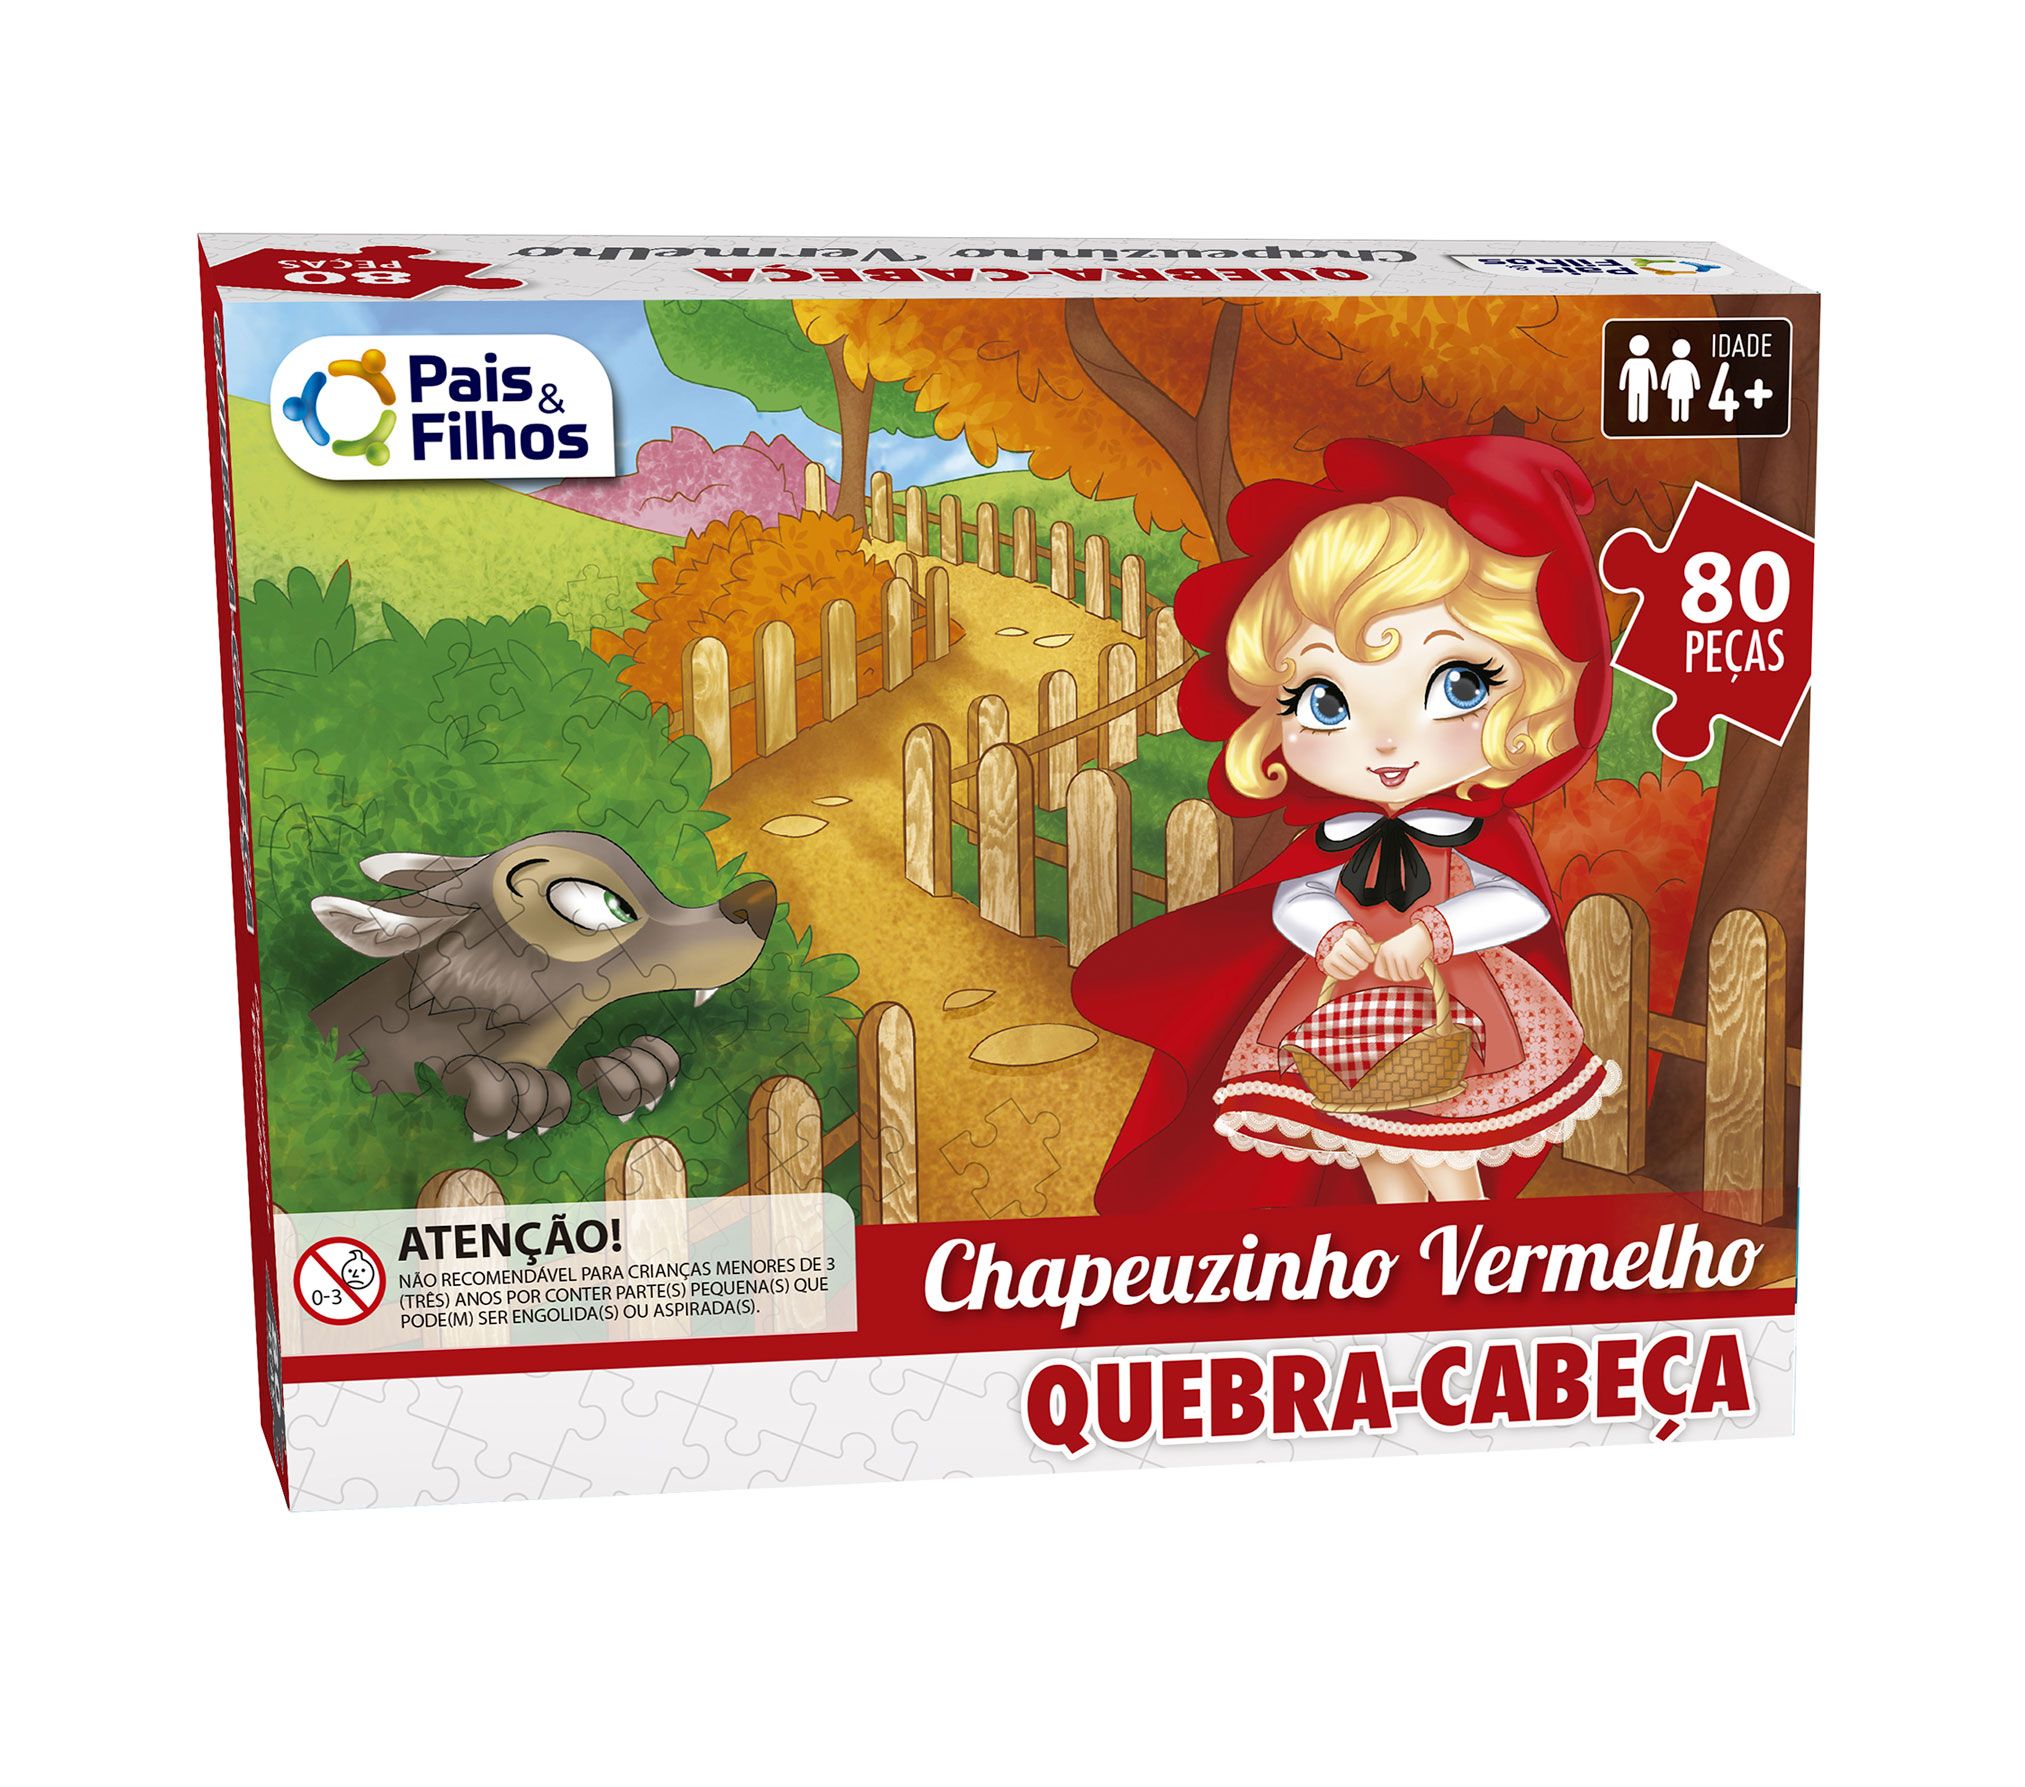 80
PEÇAS
Chapeuzinho Vermelho
QUEBRA-CABEÇA
Pais & Filhos
Pais &
Filhos
IDADE
4+
80
PEÇAS
ATENÇÃO!
0-3
NÃO RECOMENDÁVEL PARA CRIANÇAS MENORES DE 3
(TRÊS) ANOS POR CONTER PARTE(S) PEQUENA(S) QUE
PODE(M) SER ENGOLIDA(S) OU ASPIRADA(S).
Chapeuzinho Vermelho
QUEBRA-CABEÇA